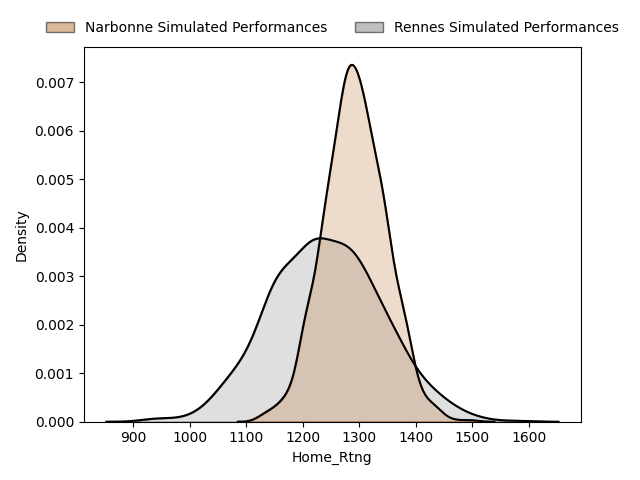 Narbonne Simulated Performances
Rennes Simulated Performances
0.007
0.006
0.005
0.004
0.003
0.002
0.001
0.000
Density
900 1000 1100 1200 1300 1400 1500 1600
Home_Rtng